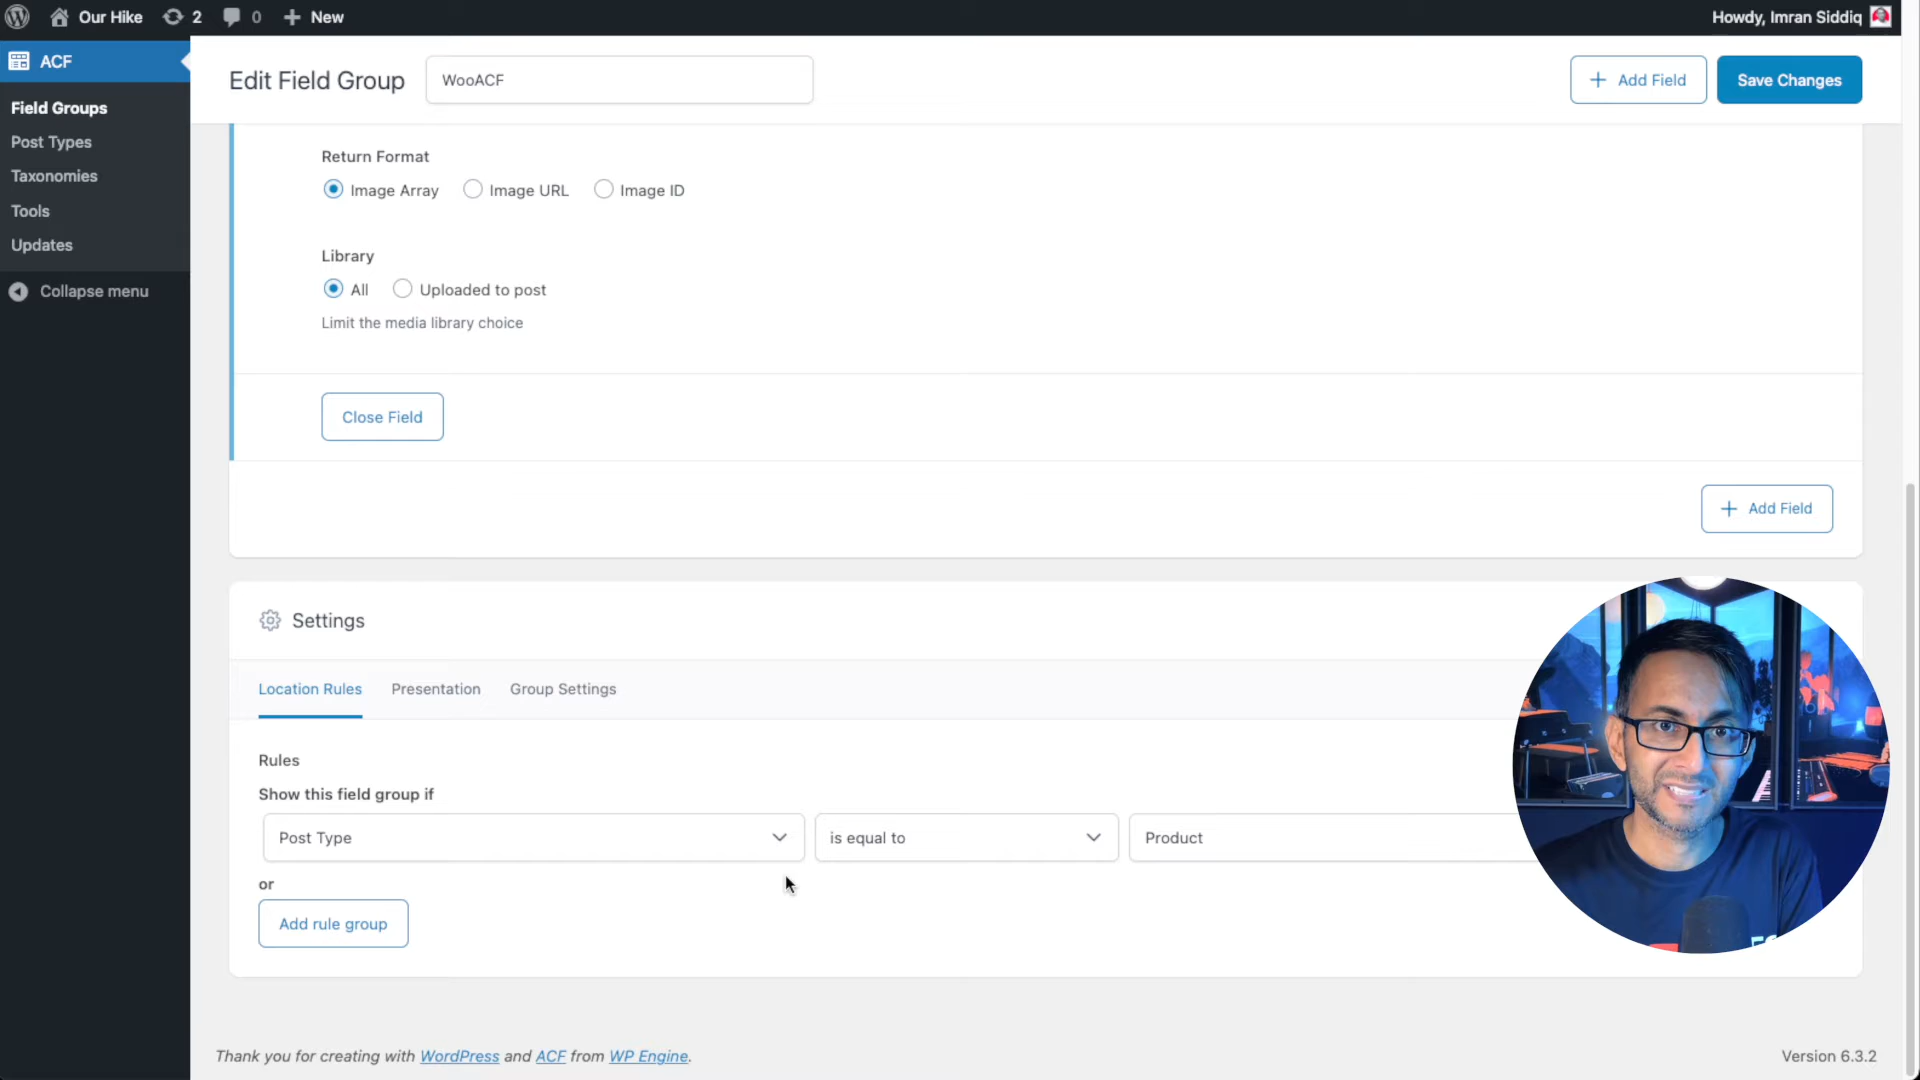 Our Hike 2 0 New Howdy, Imran Siddiq
ACF
Edit Field Group WooACF Add Field Save Changes
Field Groups
Post Types
Taxonomies
Tools
Updates
Collapse menu
Return Format
Image Array Image URL Image ID
Library
All Uploaded to post
Limit the media library choice
Close Field
Add Field
Settings
Location Rules Presentation Group Settings
Rules
Show this field group if
Post Type is equal to Product
or
Add rule group
Thank you for creating with WordPress and ACF from WP Engine. Version 6.3.2